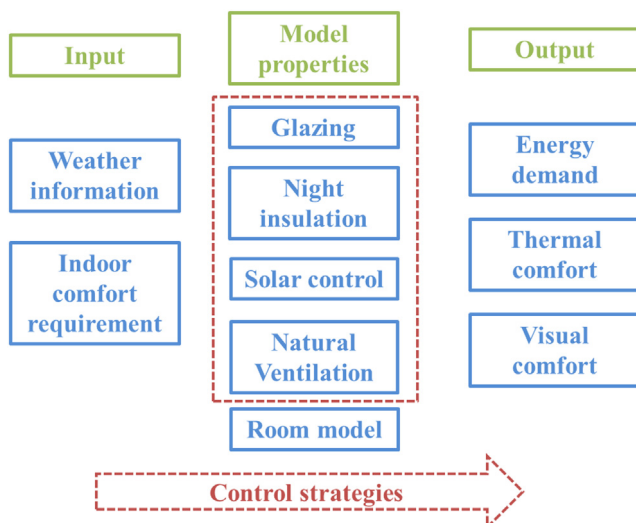 Input
Model
properties
Output
Weather
information
Indoor
comfort
requirement
Glazing
Night
insulation
Solar control
Natural
Ventilation
Room model
Energy
demand
Thermal
comfort
Visual
comfort
Control strategies